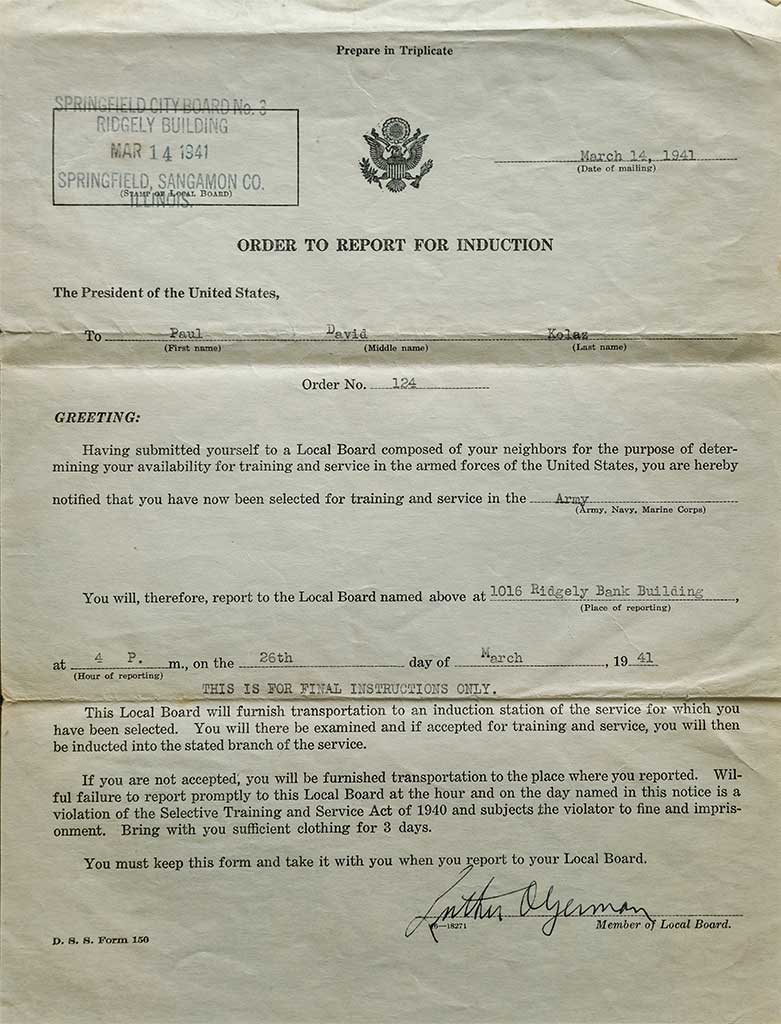 Prepare in Triplicate
SPRINGFIELD CITY BOARD No. 3
RIDGELY BUILDING
MAR 14 1941
SPRINGFIELD, SANGAMON CO.
(Stamp of Local Board)
ILLINOIS.
March 14, 1941
(Date of mailing)
ORDER TO REPORT FOR INDUCTION
The President of the United States,
To Paul David Kolaz
(First name) (Middle name) (Last name)
Order No. 124
GREETING:
Having submitted yourself to a Local Board composed of your neighbors for the purpose of deter-
mining your availability for training and service in the armed forces of the United States, you are hereby
notified that you have now been selected for training and service in the Army
(Army, Navy, Marine Corps)
You will, therefore, report to the Local Board named above at 1016 Ridgely Bank Building,
(Place of reporting)
at 4 P. m., on the 26th day of March, 19 41
(Hour of reporting)
THIS IS FOR FINAL INSTRUCTIONS ONLY.
This Local Board will furnish transportation to an induction station of the service for which you
have been selected. You will there be examined and if accepted for training and service, you will then
be inducted into the stated branch of the service.
If you are not accepted, you will be furnished transportation to the place where you reported. Wil-
ful failure to report promptly to this Local Board at the hour and on the day named in this notice is a
violation of the Selective Training and Service Act of 1940 and subjects the violator to fine and impris-
onment. Bring with you sufficient clothing for 3 days.
You must keep this form and take it with you when you report to your Local Board.
Luther O German
16—18271 Member of Local Board.
D. S. S. Form 150